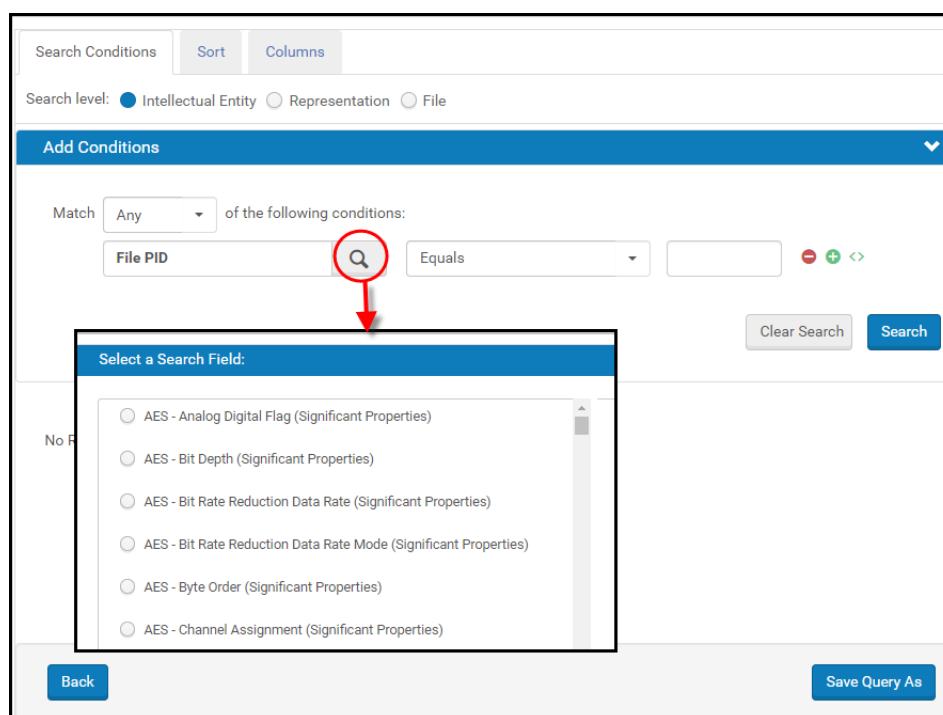 Search Conditions Sort Columns
Search level: Intellectual Entity Representation File
Add Conditions
Match Any of the following conditions:
File PID Equals
Clear Search Search
Select a Search Field:
AES - Analog Digital Flag (Significant Properties)
No R
AES - Bit Depth (Significant Properties)
AES - Bit Rate Reduction Data Rate (Significant Properties)
AES - Bit Rate Reduction Data Rate Mode (Significant Properties)
AES - Byte Order (Significant Properties)
AES - Channel Assignment (Significant Properties)
Back Save Query As